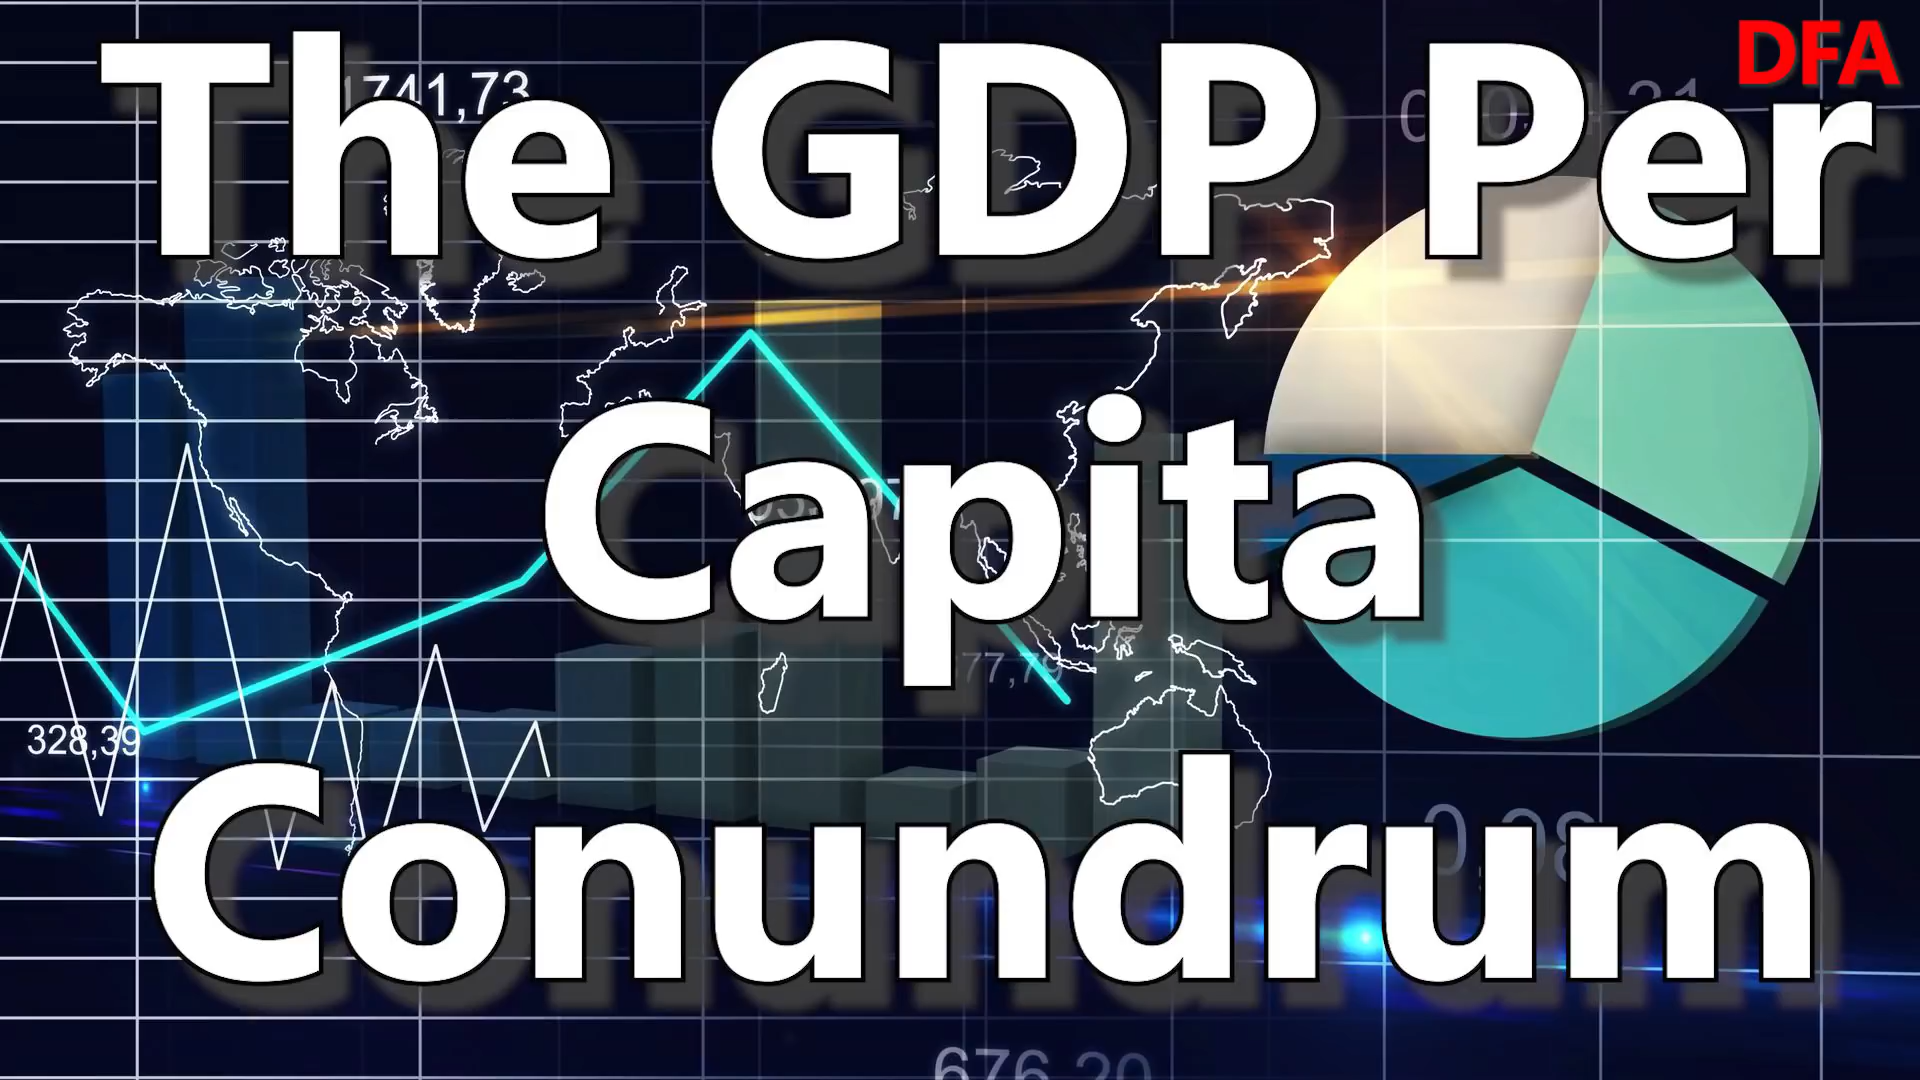 DFA
The GDP Per
Capita
Conundrum
328,39